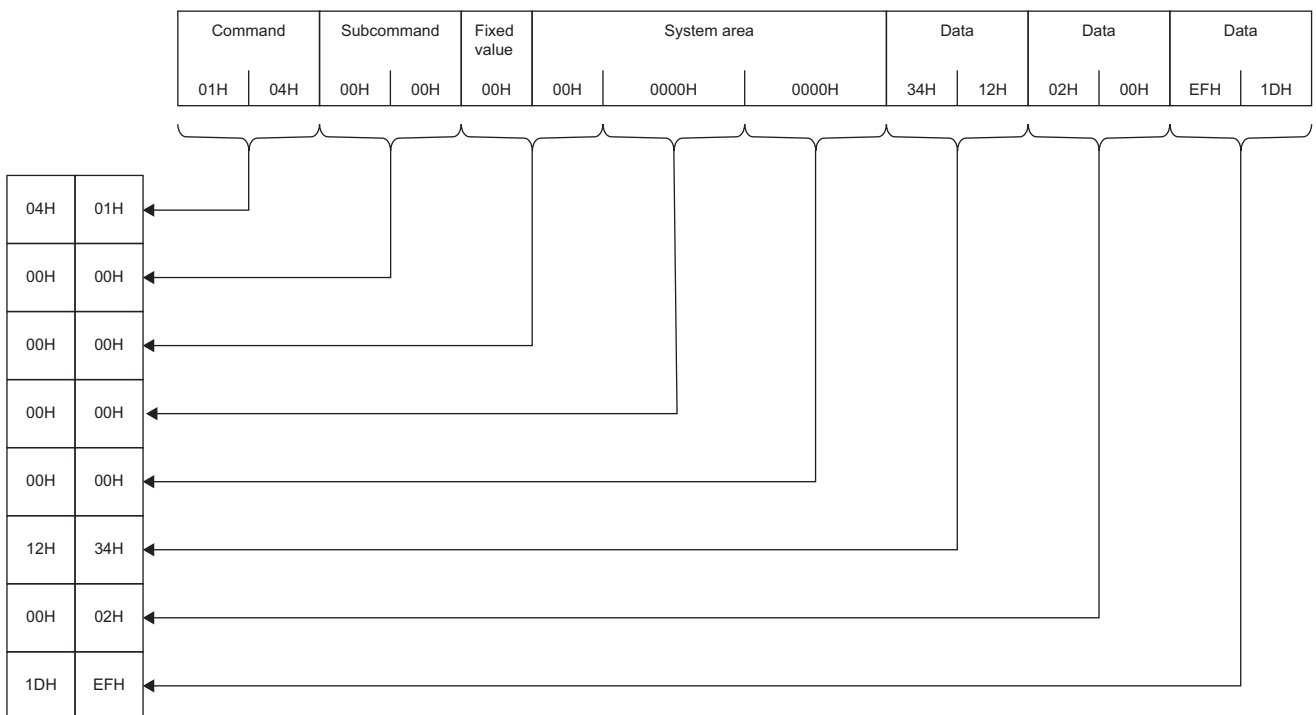 Command Subcommand Fixed value System area Data Data Data
01H 04H 00H 00H 00H 00H 0000H 0000H 34H 12H 02H 00H EFH 1DH
04H 01H
00H 00H
00H 00H
00H 00H
00H 00H
12H 34H
00H 02H
1DH EFH